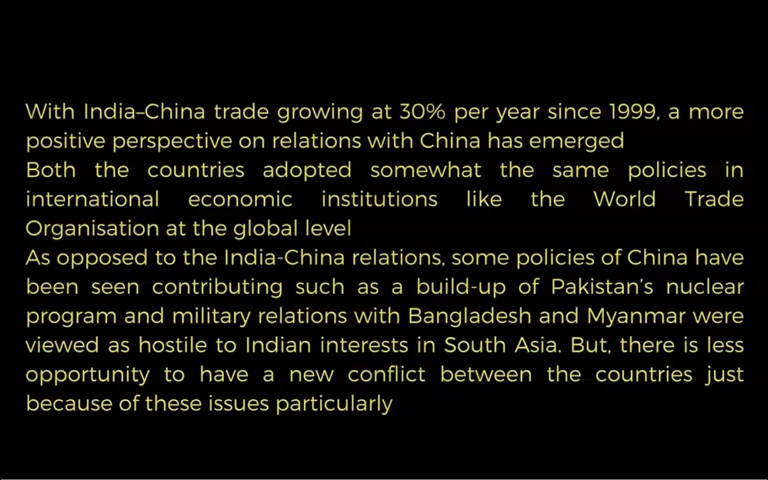 With India–China trade growing at 30% per year since 1999, a more
positive perspective on relations with China has emerged
Both the countries adopted somewhat the same policies in
international economic institutions like the World Trade
Organisation at the global level
As opposed to the India-China relations, some policies of China have
been seen contributing such as a build-up of Pakistan's nuclear
program and military relations with Bangladesh and Myanmar were
viewed as hostile to Indian interests in South Asia. But, there is less
opportunity to have a new conflict between the countries just
because of these issues particularly